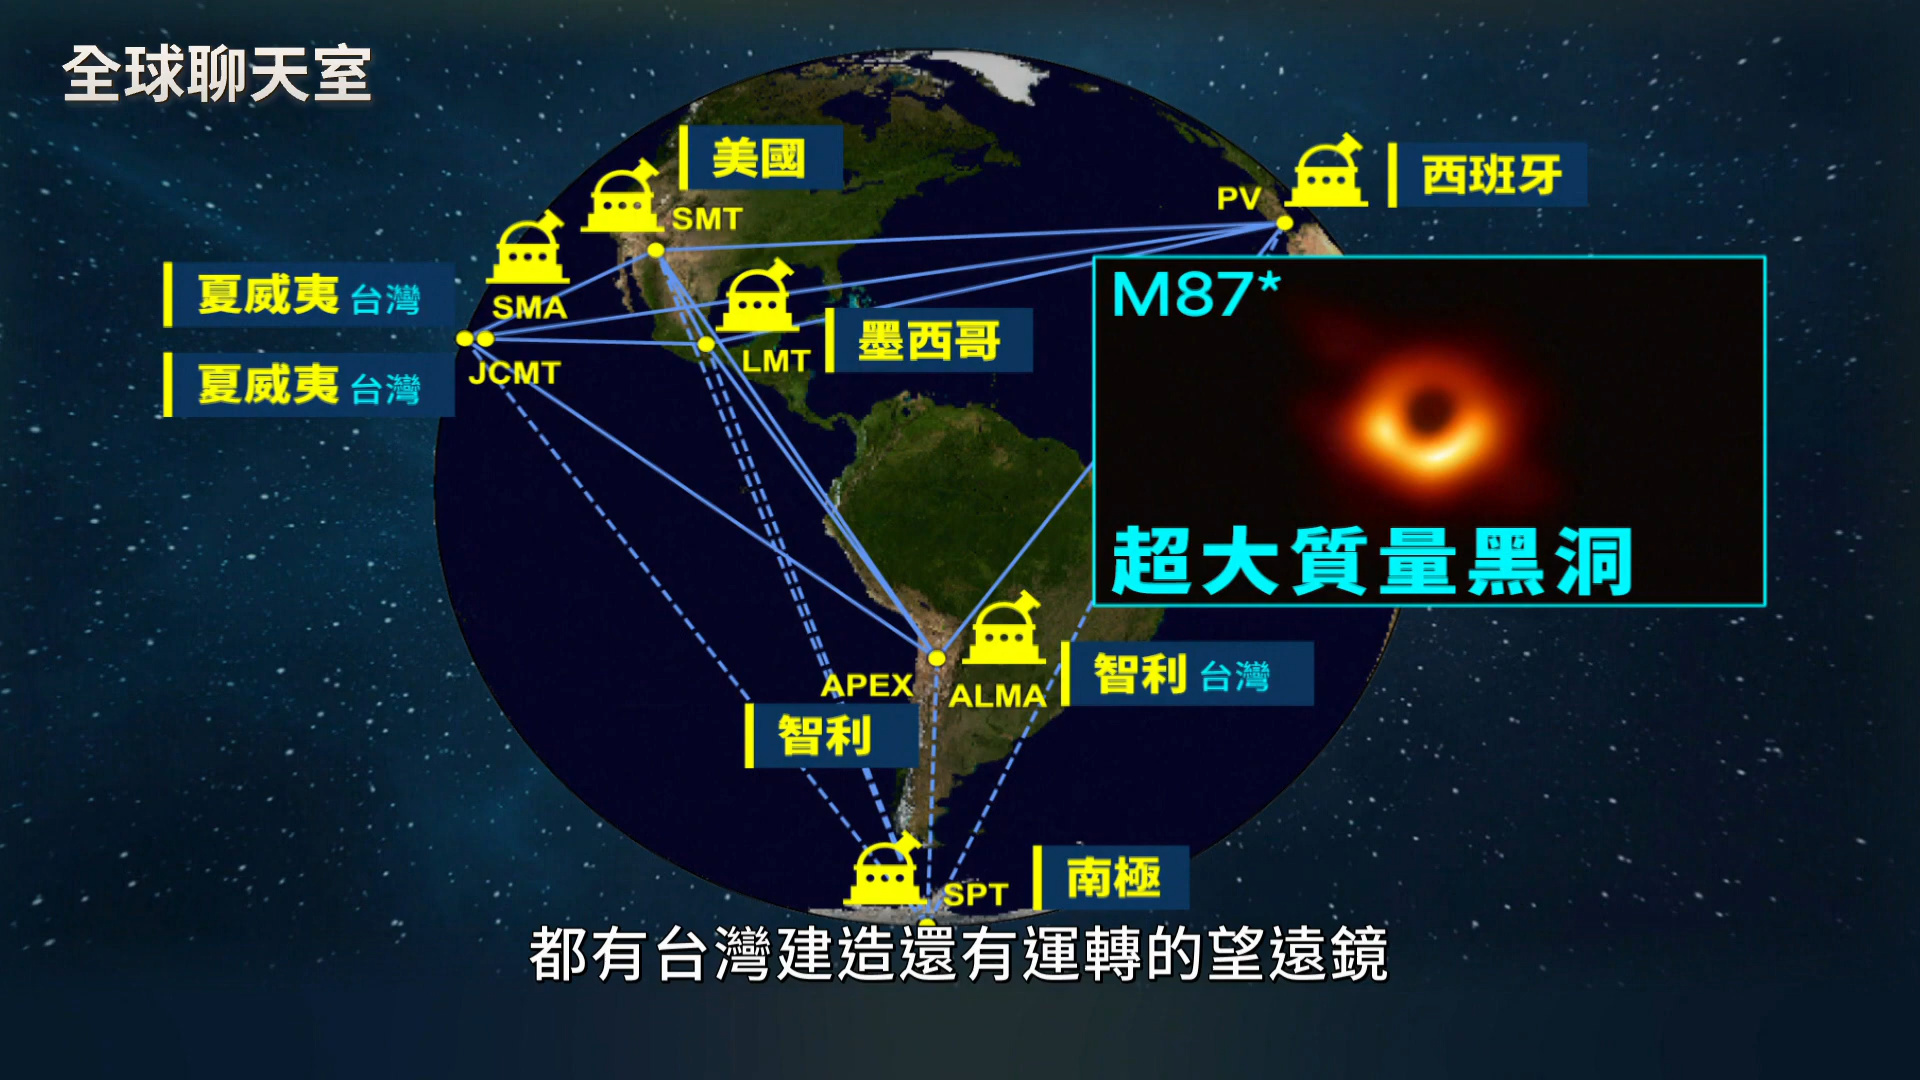 全球聊天室
美國
SMT
PV
西班牙
SMA
夏威夷 台灣
夏威夷 台灣
JCMT
LMT
墨西哥
M87*
超大質量黑洞
APEX
智利
ALMA
智利 台灣
SPT
南極
都有台灣建造還有運轉的望遠鏡